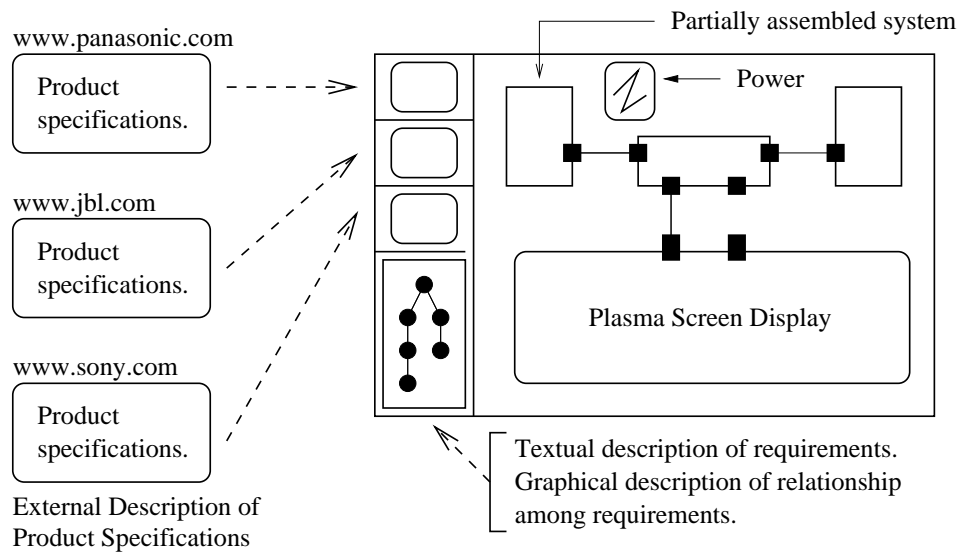 Partially assembled system
www.panasonic.com
Product
specifications.
Power
www.jbl.com
Product
specifications.
Plasma Screen Display
www.sony.com
Product
specifications.
Textual description of requirements.
Graphical description of relationship
among requirements.
External Description of
Product Specifications